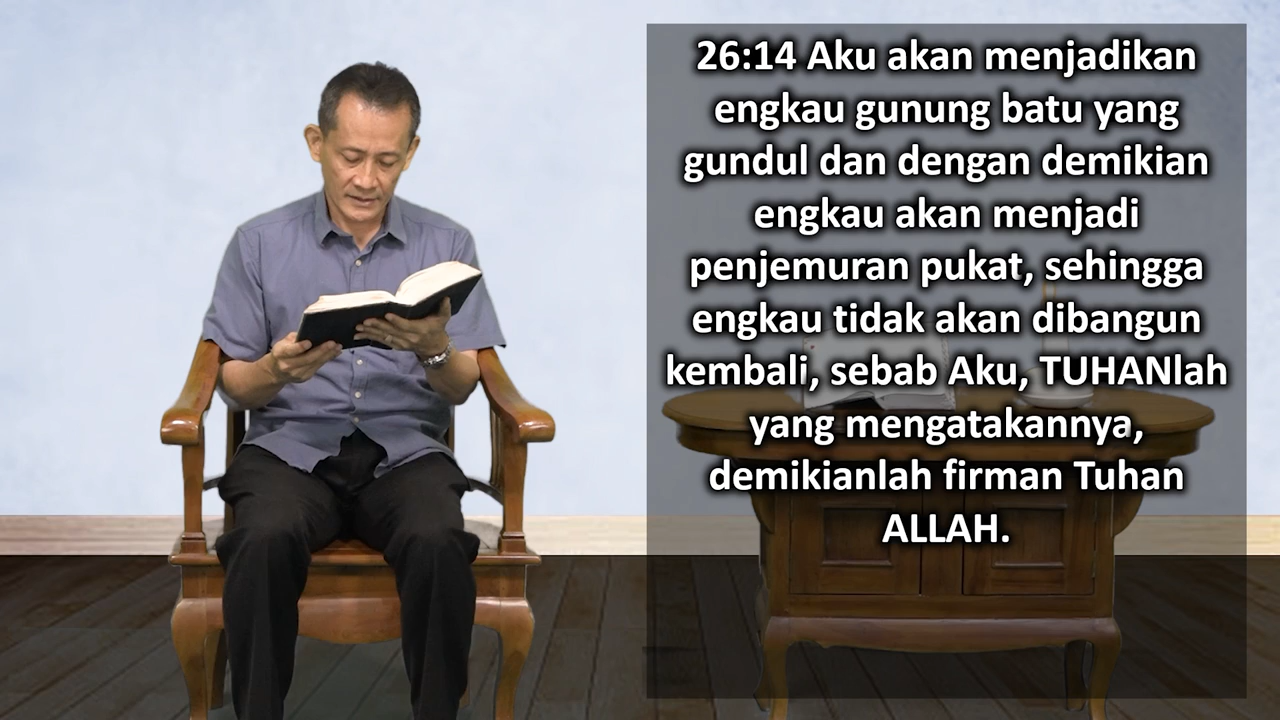 26:14 Aku akan menjadikan
engkau gunung batu yang
gundul dan dengan demikian
engkau akan menjadi
penjemuran pukat, sehingga
engkau tidak akan dibangun
kembali, sebab Aku, TUHANlah
yang mengatakannya,
demikianlah firman Tuhan
ALLAH.